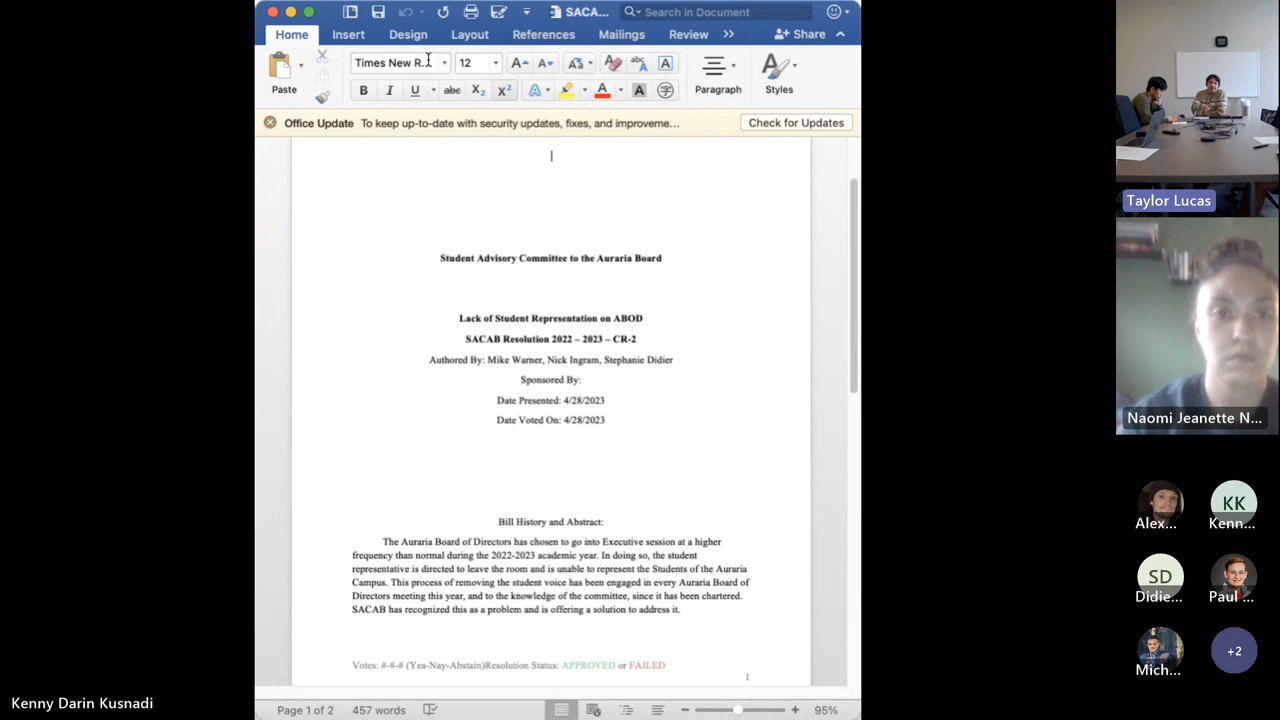 SACA...
Search in Document
Home
Insert
Design
Layout
References
Mailings
Review
Share
Paste
Times New R...
12
Paragraph
Styles
Office Update To keep up-to-date with security updates, fixes, and improveme...
Check for Updates
Student Advisory Committee to the Auraria Board
Lack of Student Representation on ABOD
SACAB Resolution 2022 – 2023 – CR-2
Authored By: Mike Warner, Nick Ingram, Stephanie Didier
Sponsored By:
Date Presented: 4/28/2023
Date Voted On: 4/28/2023
Bill History and Abstract:
The Auraria Board of Directors has chosen to go into Executive session at a higher
frequency than normal during the 2022-2023 academic year. In doing so, the student
representative is directed to leave the room and is unable to represent the Students of the Auraria
Campus. This process of removing the student voice has been engaged in every Auraria Board of
Directors meeting this year, and to the knowledge of the committee, since it has been chartered.
SACAB has recognized this as a problem and is offering a solution to address it.
Votes: #-#-# (Yea-Nay-Abstain)Resolution Status: APPROVED or FAILED
1
Page 1 of 2
457 words
95%
Taylor Lucas
Naomi Jeanette N...
Alex...
KK
Kenn...
SD
Didie...
Paul ...
Mich...
+2
Kenny Darin Kusnadi